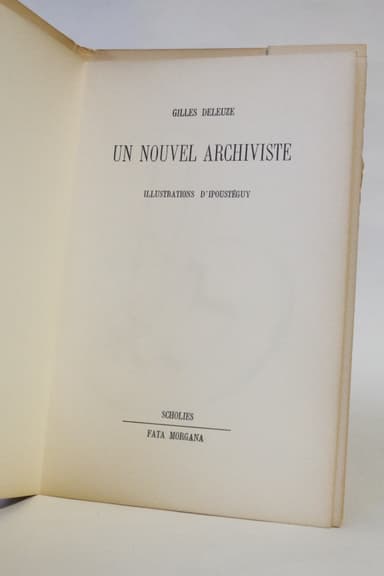 GILLES DELEUZE
UN NOUVEL ARCHIVISTE
ILLUSTRATIONS D'IPOUSTÉGUY
SCHOLIES
FATA MORGANA